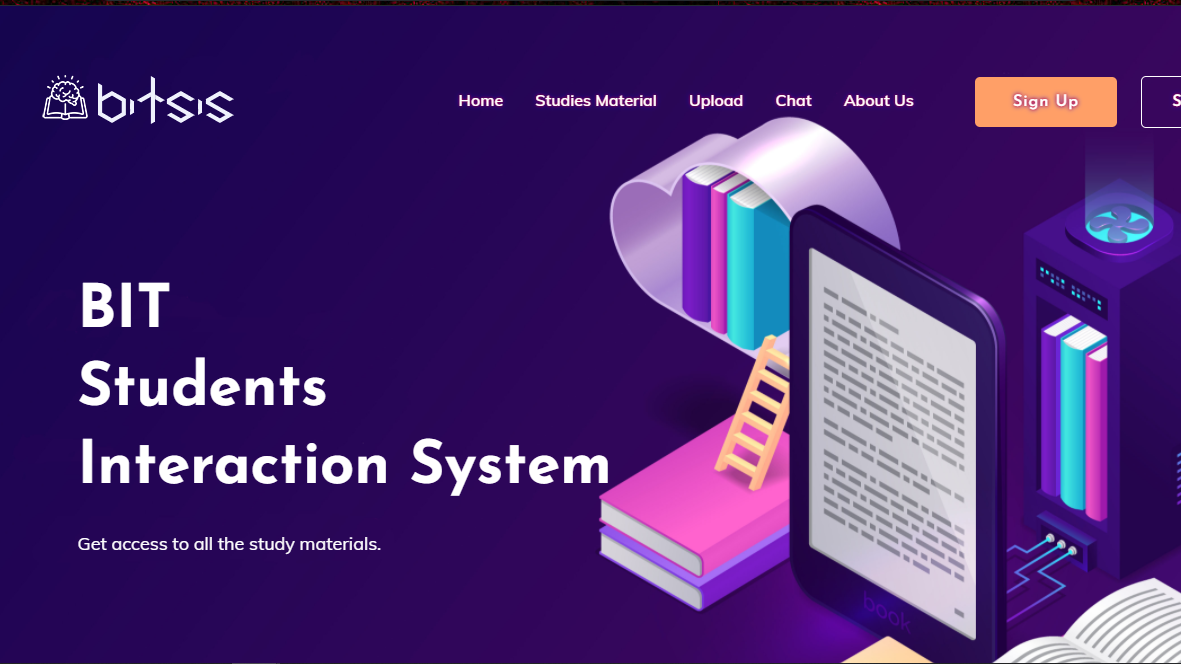 bitsis
Home Studies Material Upload Chat About Us Sign Up S
BIT
Students
Interaction System
Get access to all the study materials.
book